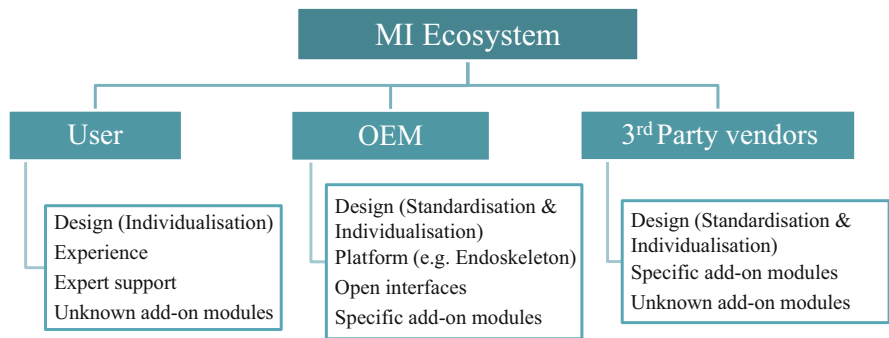 MI Ecosystem
User
OEM
3rd Party vendors
Design (Individualisation)
Experience
Expert support
Unknown add-on modules
Design (Standardisation &
Individualisation)
Platform (e.g. Endoskeleton)
Open interfaces
Specific add-on modules
Design (Standardisation &
Individualisation)
Specific add-on modules
Unknown add-on modules